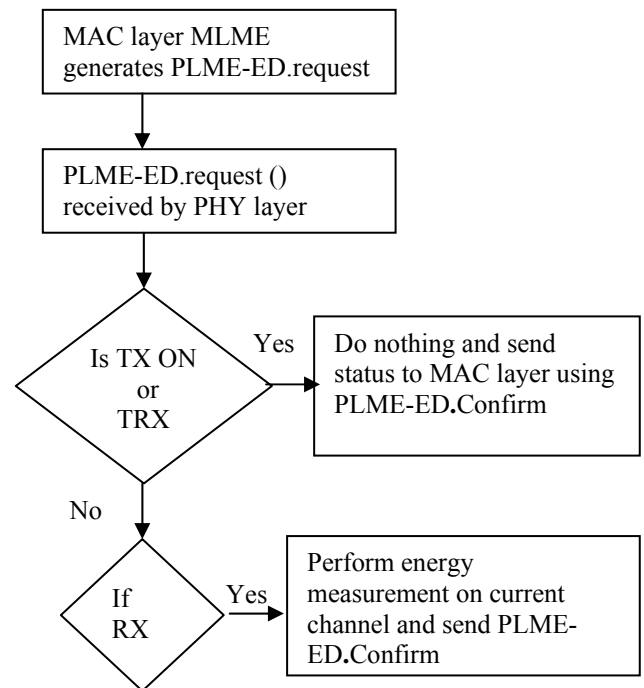 MAC layer MLME
generates PLME-ED.request
PLME-ED.request ()
received by PHY layer
Is TX ON
or
TRX
Yes
Do nothing and send
status to MAC layer using
PLME-ED.Confirm
No
If
RX
Yes
Perform energy
measurement on current
channel and send PLME-
ED.Confirm